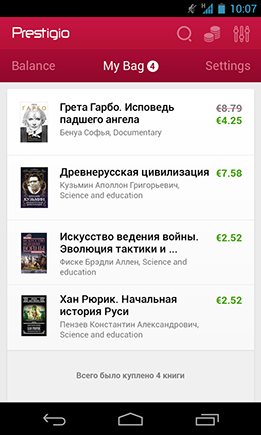 10:07
Prestigio
Balance
My Bag 4
Settings
Грета Гарбо. Исповедь
падшего ангела
Бенуа Софья, Documentary
€8.79
€4.25
Древнерусская цивилизация
Кузьмин Аполлон Григорьевич,
Science and education
€7.58
Искусство ведения войны.
Эволюция тактики и ...
Фиске Брэдли Аллен, Science and
education
€2.52
Хан Рюрик. Начальная
история Руси
Пензев Константин Александрович,
Science and education
€2.52
Всего было куплено 4 книги
ГАРБО
КУЗЬМИН
ВОЙНЫ